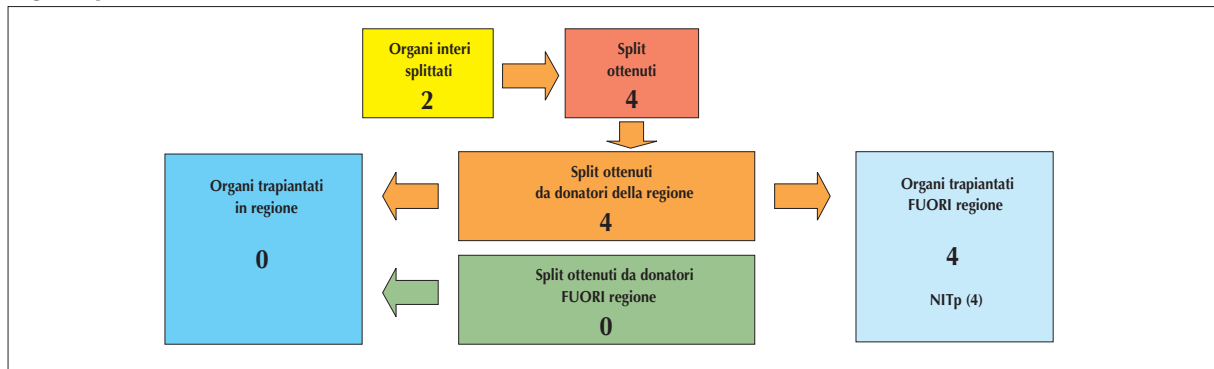 Organi interi
splittati
2
Split
ottenuti
4
Organi trapiantati
in regione
0
Split ottenuti
da donatori della regione
4
Split ottenuti da donatori
FUORI regione
0
Organi trapiantati
FUORI regione
4
NITp (4)